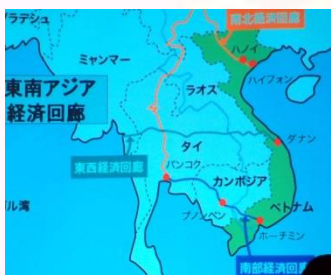 グラデシュ
南北経済回廊
ハノイ
ミャンマー
ハイフォン
ラオス
東南アジア
経済回廊
ダナン
タイ
東西経済回廊
バンコク
カンボジア
ガル湾
プノンペン
ベトナム
ホーチミン
南部経済回廊